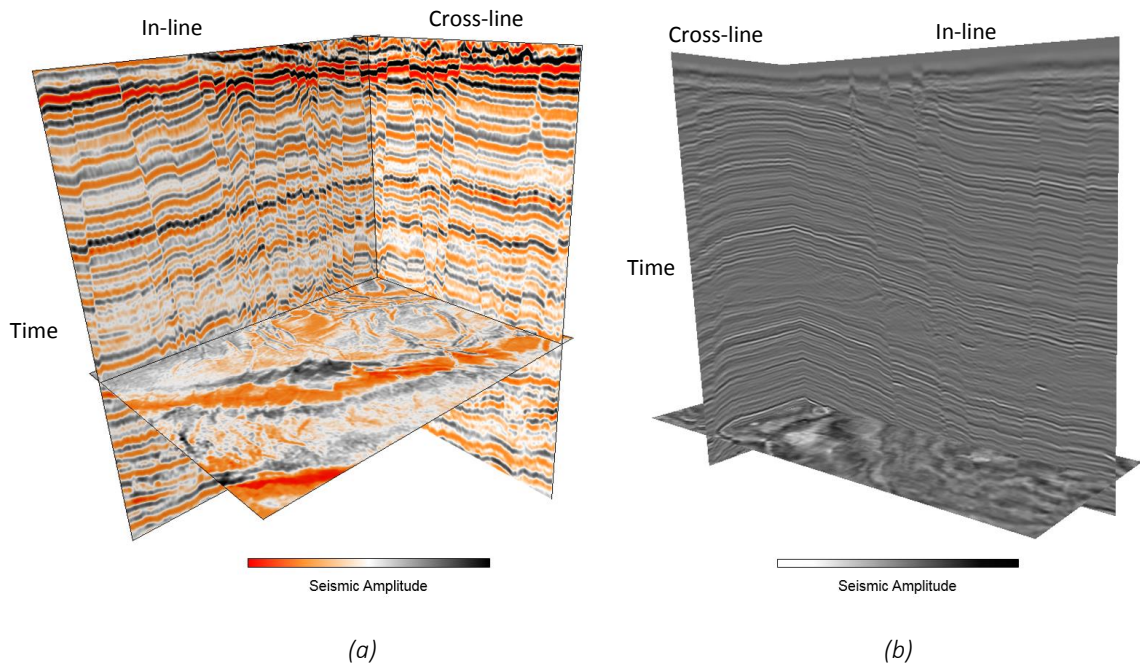 In-line
Cross-line
Time
Seismic Amplitude
(a)
Cross-line
In-line
Time
Seismic Amplitude
(b)